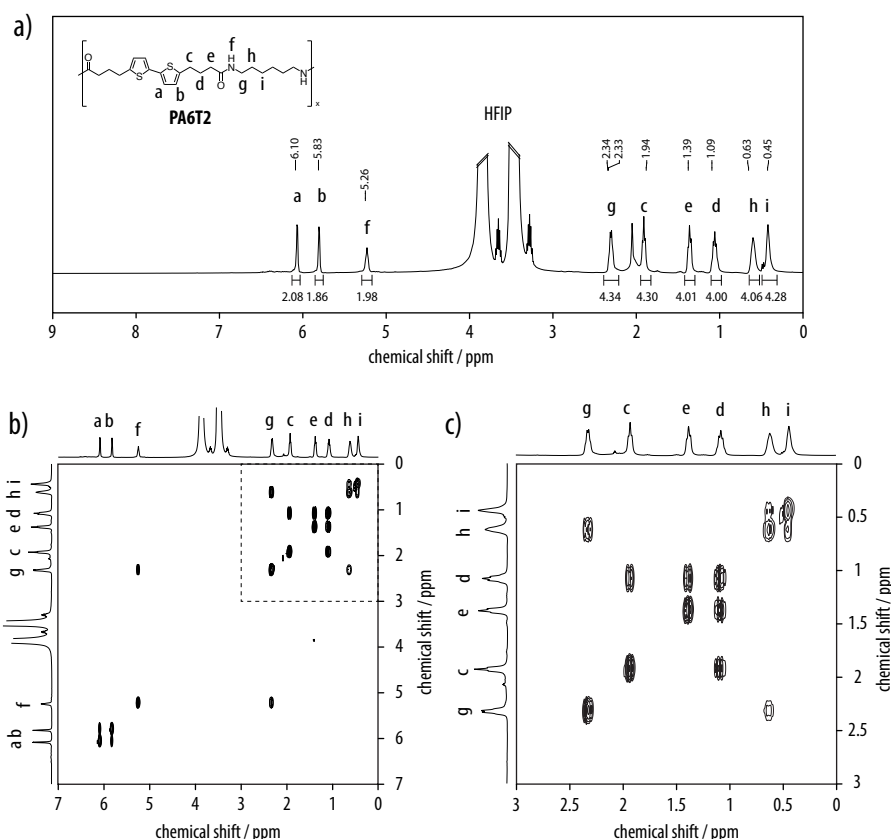 a)
O
S
S
a
b
c
d
e
O
f
H
N
g
h
i
N
H
x
PA6T2
HFIP
6.10
5.83
5.26
2.34
2.33
1.94
1.39
1.09
0.63
0.45
a
b
f
g
c
e
d
h
i
2.08
1.86
1.98
4.34
4.30
4.01
4.00
4.06
4.28
9 8 7 6 5 4 3 2 1 0
chemical shift / ppm
b)
a b f g c e d h i
h i
e d
g c
f
a b
0
1
2
3
4
5
6
7
chemical shift / ppm
7 6 5 4 3 2 1 0
chemical shift / ppm
c)
g c e d h i
i
h
d
e
c
g
0
0.5
1
1.5
2
2.5
3
chemical shift / ppm
3 2.5 2 1.5 1 0.5 0
chemical shift / ppm